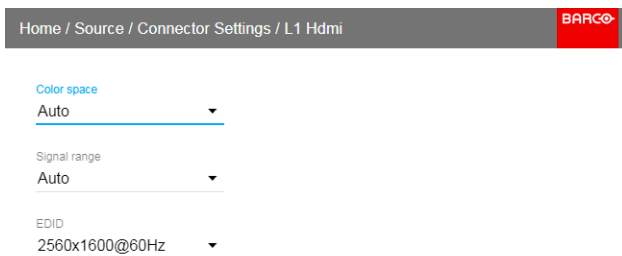 Home / Source / Connector Settings / L1 Hdmi
BARCO
Color space
Auto
Signal range
Auto
EDID
2560x1600@60Hz